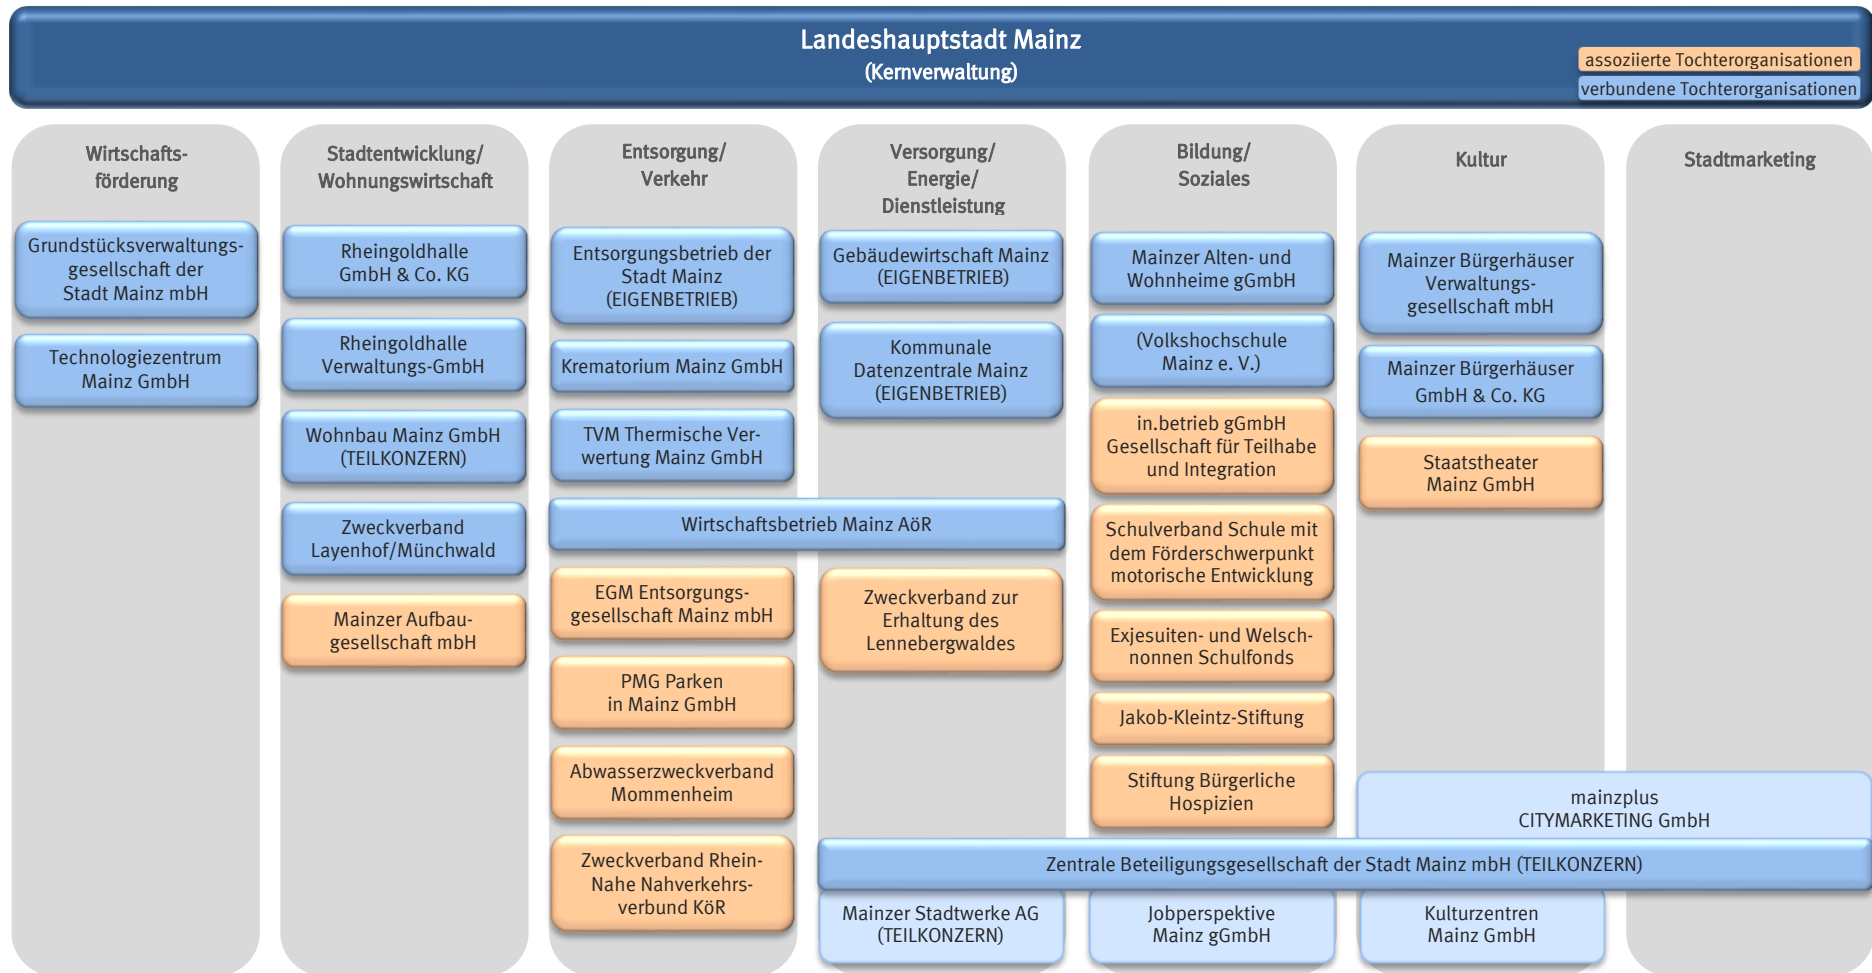 Landeshauptstadt Mainz
(Kernverwaltung)
assoziierte Tochterorganisationen
verbundene Tochterorganisationen
Wirtschafts-
förderung
Grundstücksverwaltungs-
gesellschaft der
Stadt Mainz mbH
Technologiezentrum
Mainz GmbH
Stadtentwicklung/
Wohnungswirtschaft
Rheingoldhalle
GmbH & Co. KG
Rheingoldhalle
Verwaltungs-GmbH
Wohnbau Mainz GmbH
(TEILKONZERN)
Zweckverband
Layenhof/Münchwald
Mainzer Aufbau-
gesellschaft mbH
Entsorgung/
Verkehr
Entsorgungsbetrieb der
Stadt Mainz
(EIGENBETRIEB)
Krematorium Mainz GmbH
TVM Thermische Ver-
wertung Mainz GmbH
Wirtschaftsbetrieb Mainz AöR
EGM Entsorgungs-
gesellschaft Mainz mbH
PMG Parken
in Mainz GmbH
Abwasserzweckverband
Mommenheim
Zweckverband Rhein-
Nahe Nahverkehrs-
verbund KöR
Versorgung/
Energie/
Dienstleistung
Gebäudewirtschaft Mainz
(EIGENBETRIEB)
Kommunale
Datenzentrale Mainz
(EIGENBETRIEB)
Zweckverband zur
Erhaltung des
Lennebergwaldes
Bildung/
Soziales
Mainzer Alten- und
Wohnheime gGmbH
(Volkshochschule
Mainz e. V.)
in.betrieb gGmbH
Gesellschaft für Teilhabe
und Integration
Schulverband Schule mit
dem Förderschwerpunkt
motorische Entwicklung
Exjesuiten- und Welsch-
nonnen Schulfonds
Jakob-Kleintz-Stiftung
Stiftung Bürgerliche
Hospizien
Kultur
Mainzer Bürgerhäuser
Verwaltungs-
gesellschaft mbH
Mainzer Bürgerhäuser
GmbH & Co. KG
Staatstheater
Mainz GmbH
Stadtmarketing
mainzplus
CITYMARKETING GmbH
Zentrale Beteiligungsgesellschaft der Stadt Mainz mbH (TEILKONZERN)
Mainzer Stadtwerke AG
(TEILKONZERN)
Jobperspektive
Mainz gGmbH
Kulturzentren
Mainz GmbH